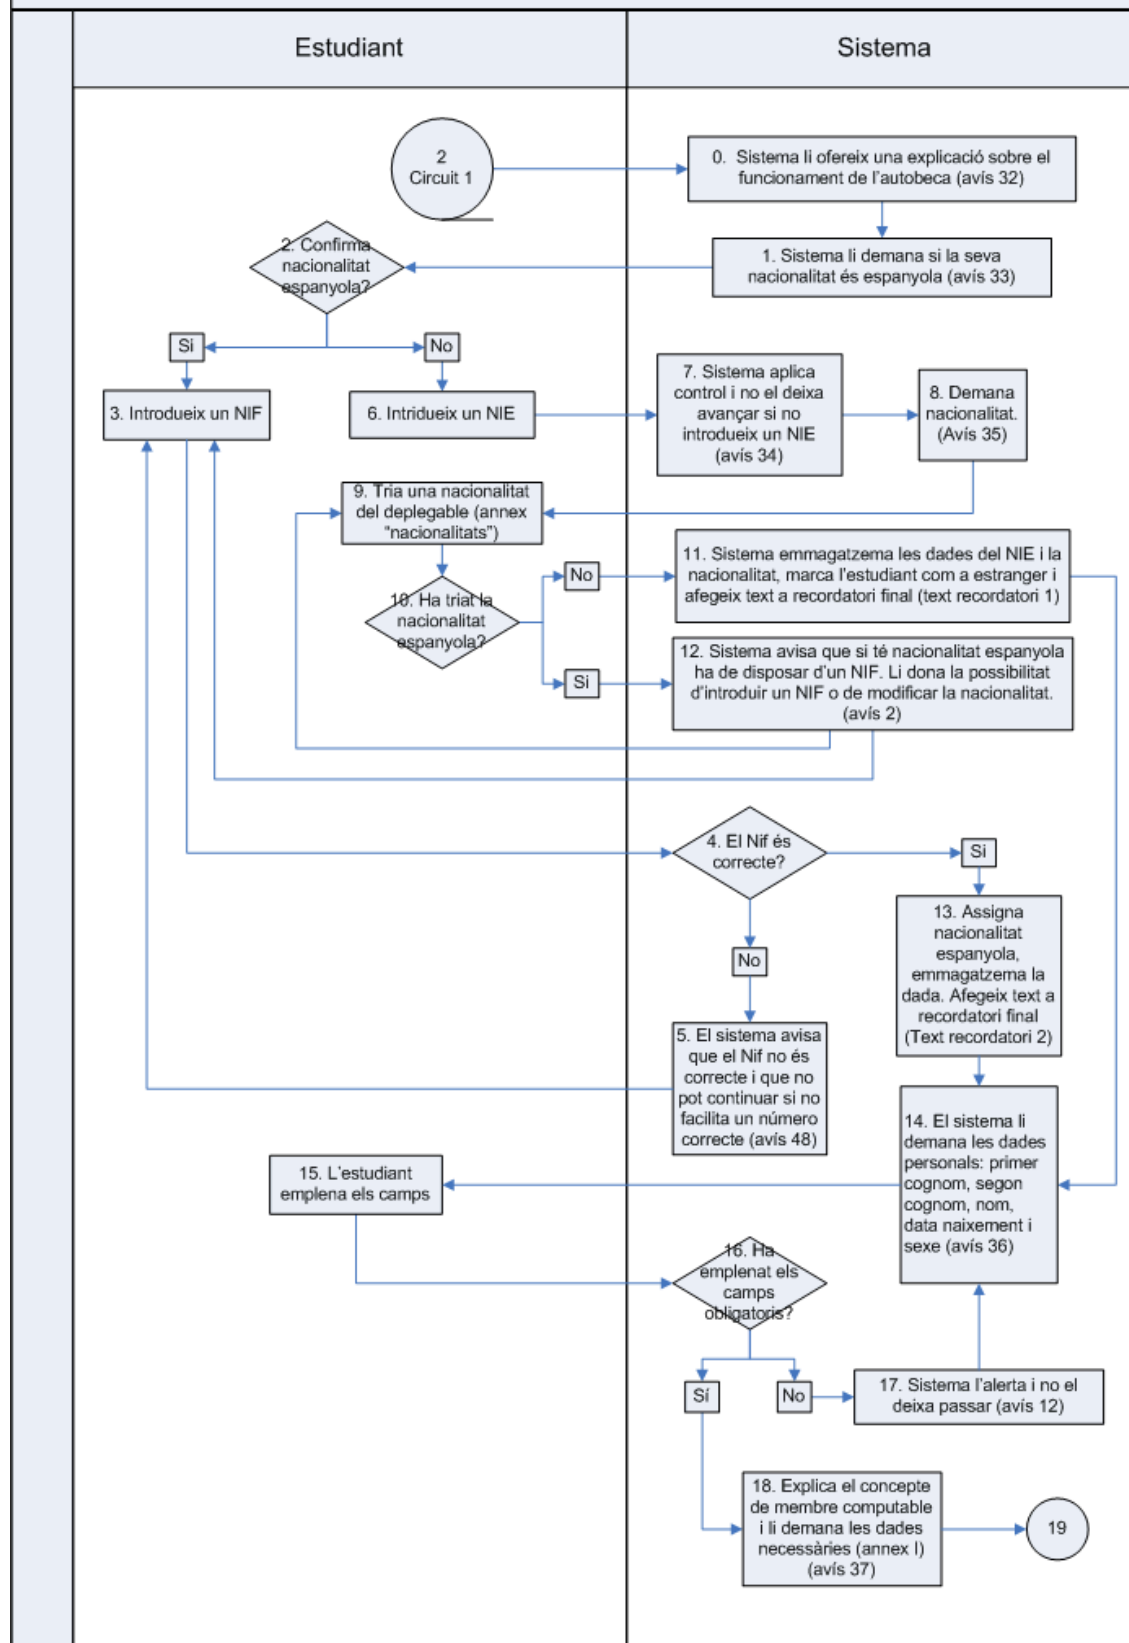 Estudiant
Sistema
2
Circuit 1
0.  Sistema li ofereix una explicació sobre el
funcionament de l'autobeca (avís 32)
1. Sistema li demana si la seva
nacionalitat és espanyola (avís 33)
2. Confirma
nacionalitat
espanyola?
Si
No
3. Introdueix un NIF
6. Intridueix un NIE
7. Sistema aplica
control i no el deixa
avançar si no
introdueix un NIE
(avís 34)
8. Demana
nacionalitat.
(Avís 35)
9. Tria una nacionalitat
del deplegable (annex
“nacionalitats”)
10. Ha triat la
nacionalitat
espanyola?
No
Si
11. Sistema emmagatzema les dades del NIE i la
nacionalitat, marca l'estudiant com a estranger i
afegeix text a recordatori final (text recordatori 1)
12. Sistema avisa que si té nacionalitat espanyola
ha de disposar d'un NIF. Li dona la possibilitat
d'introduir un NIF o de modificar la nacionalitat.
(avís 2)
4. El Nif és
correcte?
Si
No
13. Assigna
nacionalitat
espanyola,
emmagatzema la
dada. Afegeix text a
recordatori final
(Text recordatori 2)
5. El sistema avisa
que el Nif no és
correcte i que no
pot continuar si no
facilita un número
correcte (avís 48)
14. El sistema li
demana les dades
personals: primer
cognom, segon
cognom, nom,
data naixement i
sexe (avís 36)
15. L'estudiant
emplena els camps
16. Ha
emplenat els
camps
obligatoris?
Sí
No
17. Sistema l'alerta i no el
deixa passar (avís 12)
18. Explica el concepte
de membre computable
i li demana les dades
necessàries (annex I)
(avís 37)
19